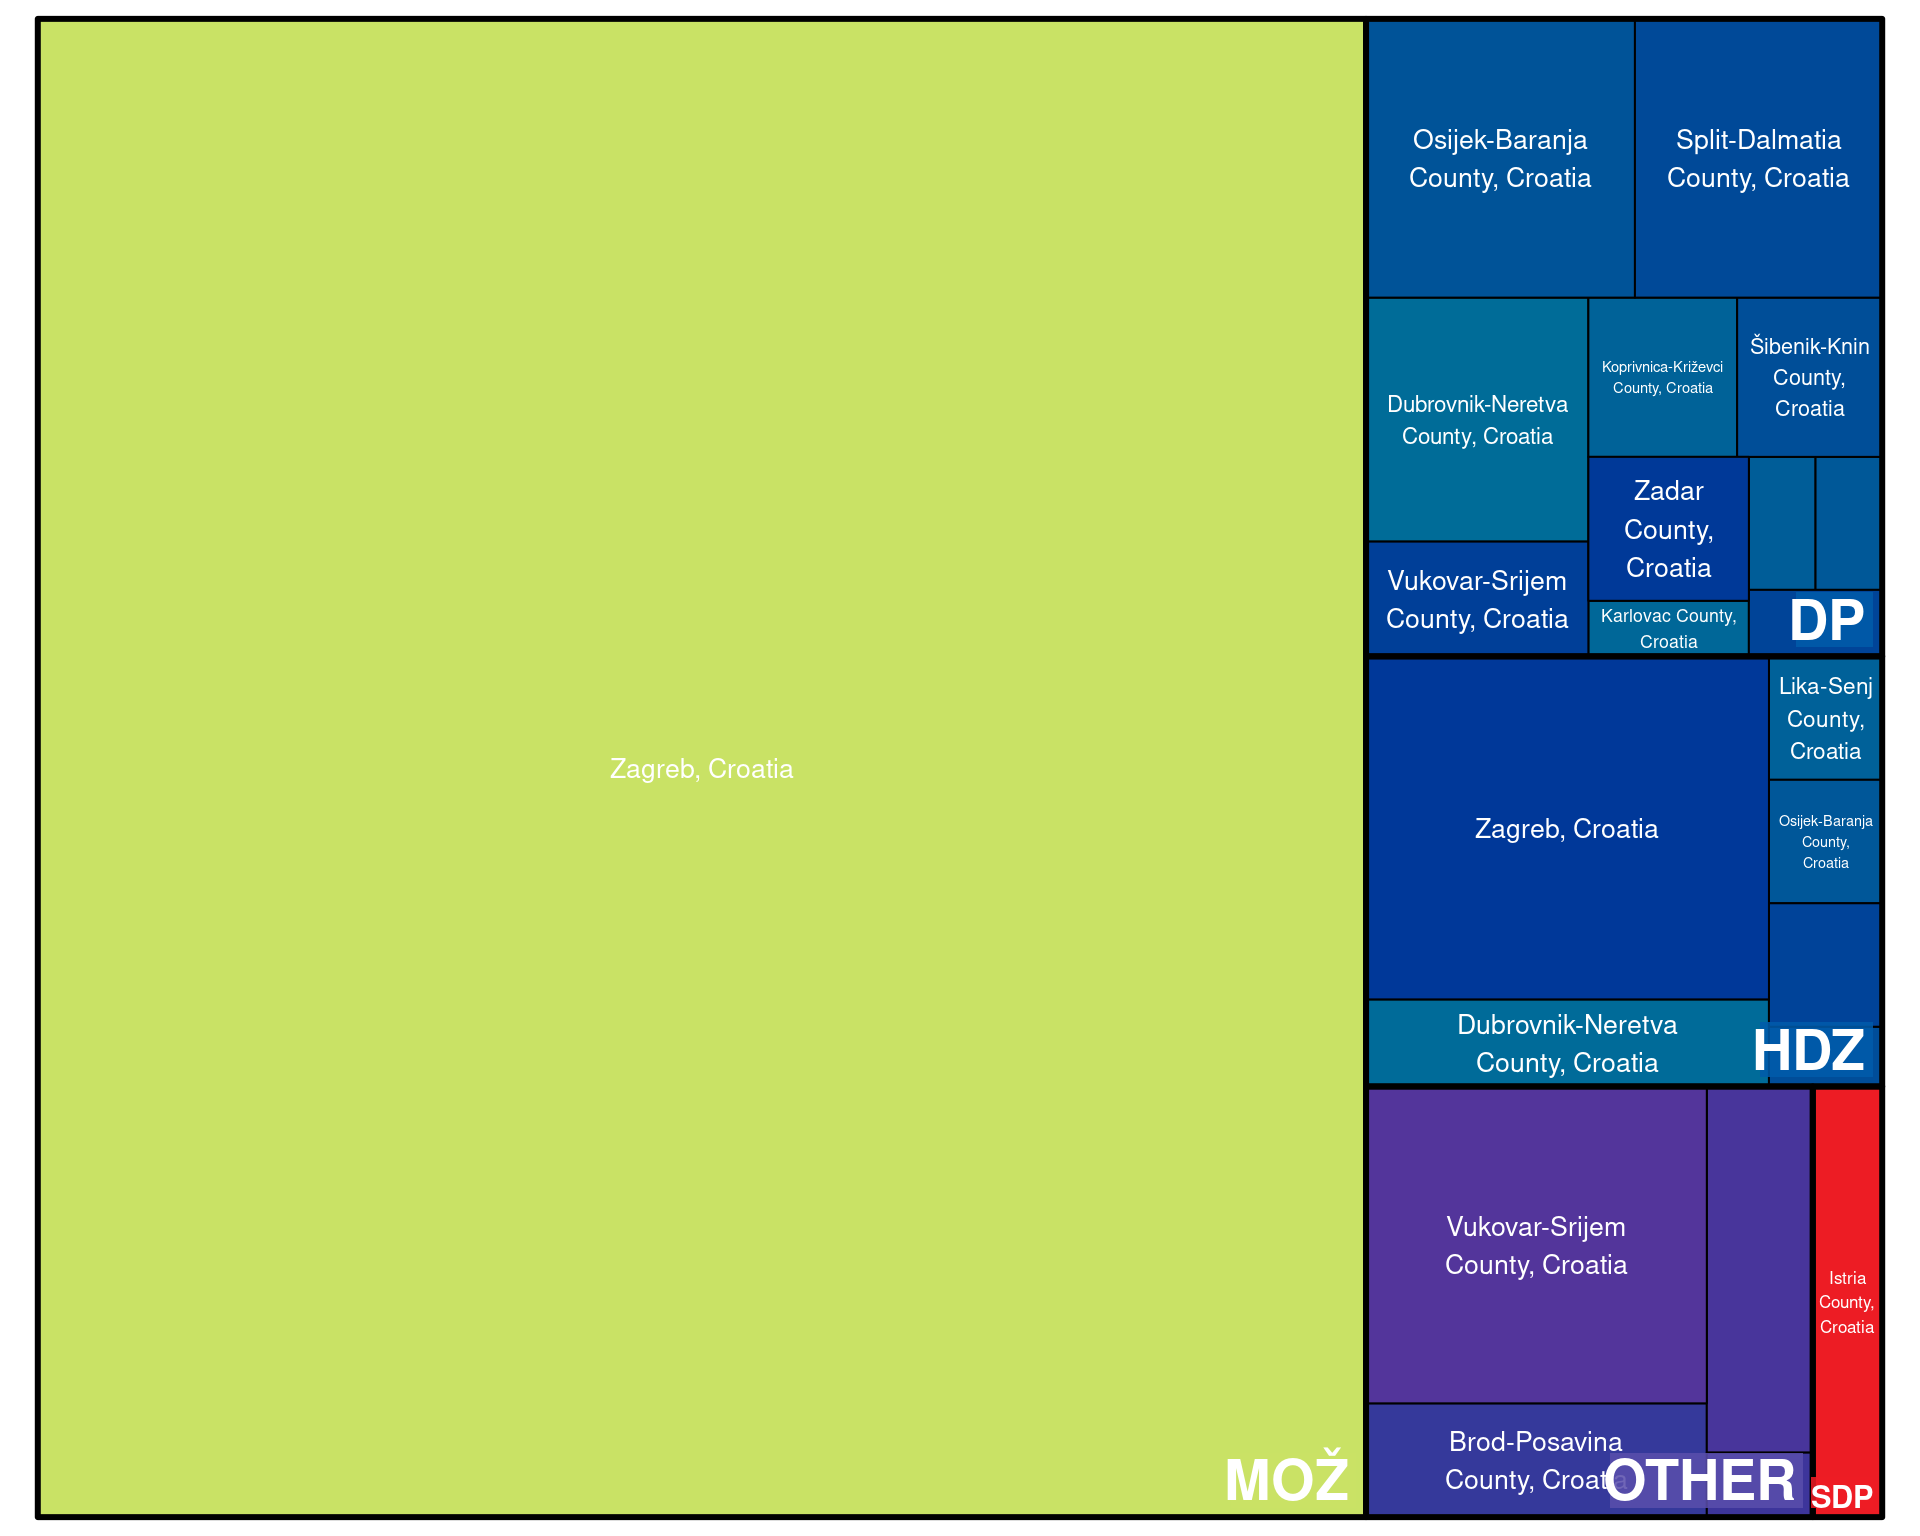 Zagreb, Croatia
MOŽ
Osijek-Baranja
County, Croatia
Split-Dalmatia
County, Croatia
Dubrovnik-Neretva
County, Croatia
Koprivnica-Križevci
County, Croatia
Šibenik-Knin
County,
Croatia
Vukovar-Srijem
County, Croatia
Zadar
County,
Croatia
Karlovac County,
Croatia
DP
Zagreb, Croatia
Lika-Senj
County,
Croatia
Osijek-Baranja
County,
Croatia
Dubrovnik-Neretva
County, Croatia
HDZ
Vukovar-Srijem
County, Croatia
Brod-Posavina
County, Croatia
OTHER
Istria
County,
Croatia
SDP